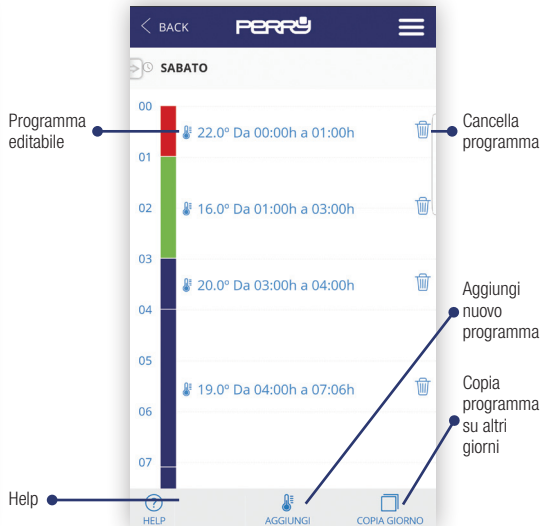 BACK
PERRY
SABATO
00
Programma
editabile
22.0º Da 00:00h a 01:00h
Cancella
programma
01
02
16.0º Da 01:00h a 03:00h
03
20.0º Da 03:00h a 04:00h
04
Aggiungi
nuovo
programma
05
19.0º Da 04:00h a 07:06h
Copia
programma
su altri
giorni
06
07
Help
HELP
AGGIUNGI
COPIA GIORNO